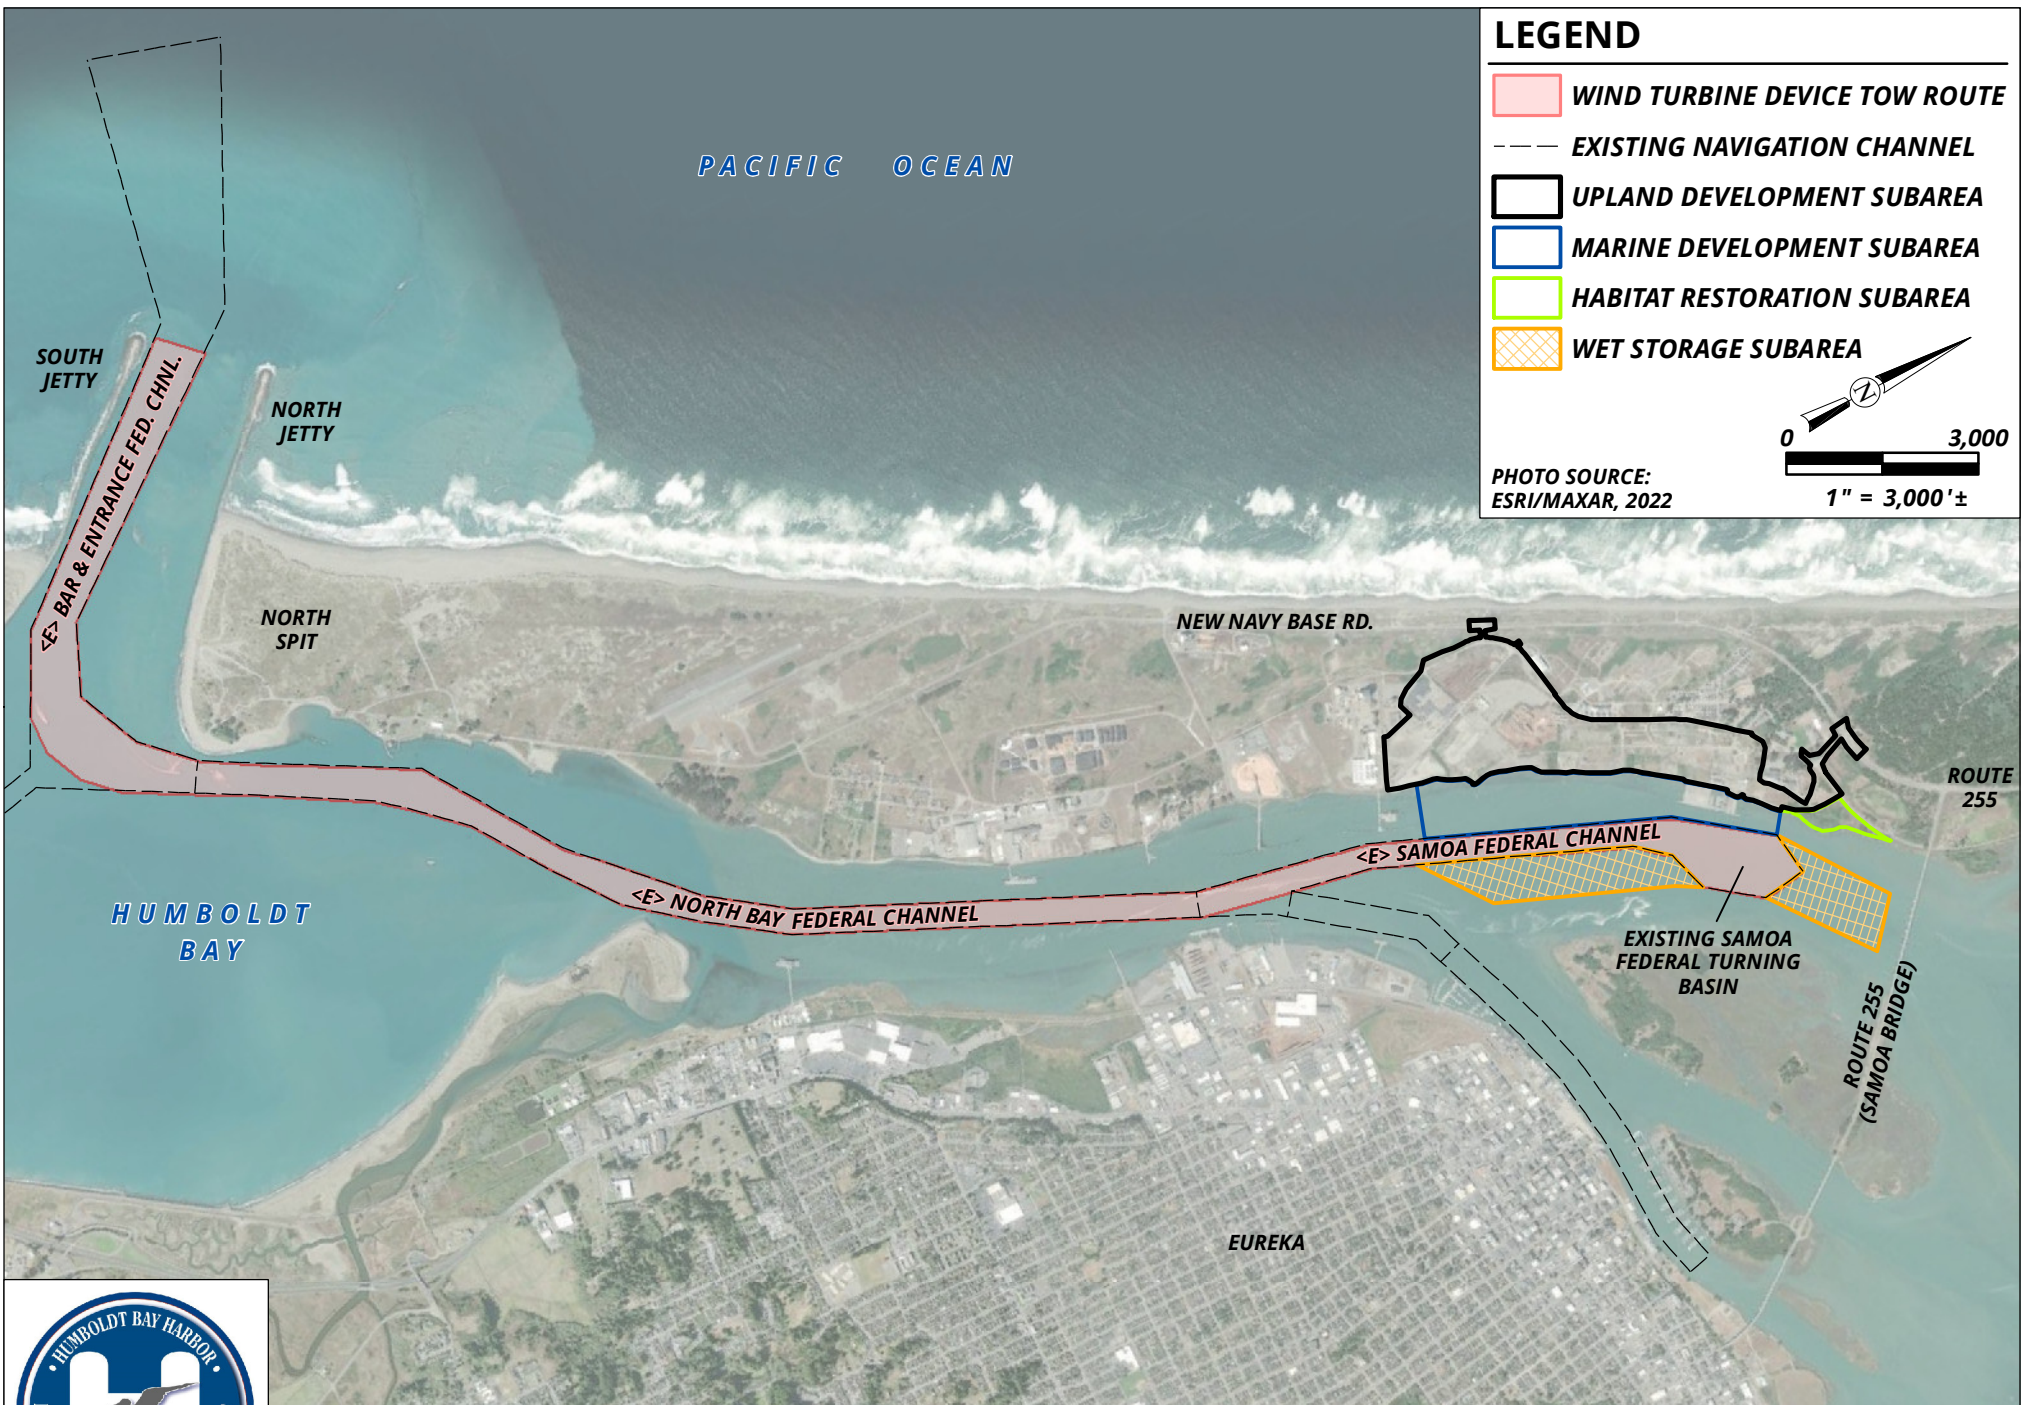 LEGEND
WIND TURBINE DEVICE TOW ROUTE
EXISTING NAVIGATION CHANNEL
UPLAND DEVELOPMENT SUBAREA
MARINE DEVELOPMENT SUBAREA
HABITAT RESTORATION SUBAREA
WET STORAGE SUBAREA
N
0 3,000
PHOTO SOURCE:
ESRI/MAXAR, 2022
1" = 3,000'±
PACIFIC OCEAN
SOUTH
JETTY
NORTH
JETTY
<E> BAR & ENTRANCE FED. CHNL.
NORTH
SPIT
NEW NAVY BASE RD.
ROUTE
255
<E> SAMOA FEDERAL CHANNEL
<E> NORTH BAY FEDERAL CHANNEL
HUMBOLDT
BAY
EXISTING SAMOA
FEDERAL TURNING
BASIN
ROUTE 255
(SAMOA BRIDGE)
EUREKA
• HUMBOLDT BAY HARBOR •